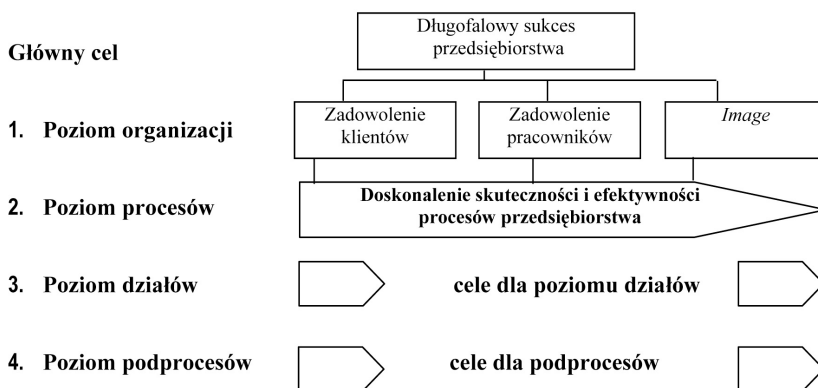 Długofalowy sukces
przedsiębiorstwa
Główny cel
Zadowolenie
klientów
Zadowolenie
pracowników
Image
1. Poziom organizacji
Doskonalenie skuteczności i efektywności
procesów przedsiębiorstwa
2. Poziom procesów
3. Poziom działów
cele dla poziomu działów
4. Poziom podprocesów
cele dla podprocesów